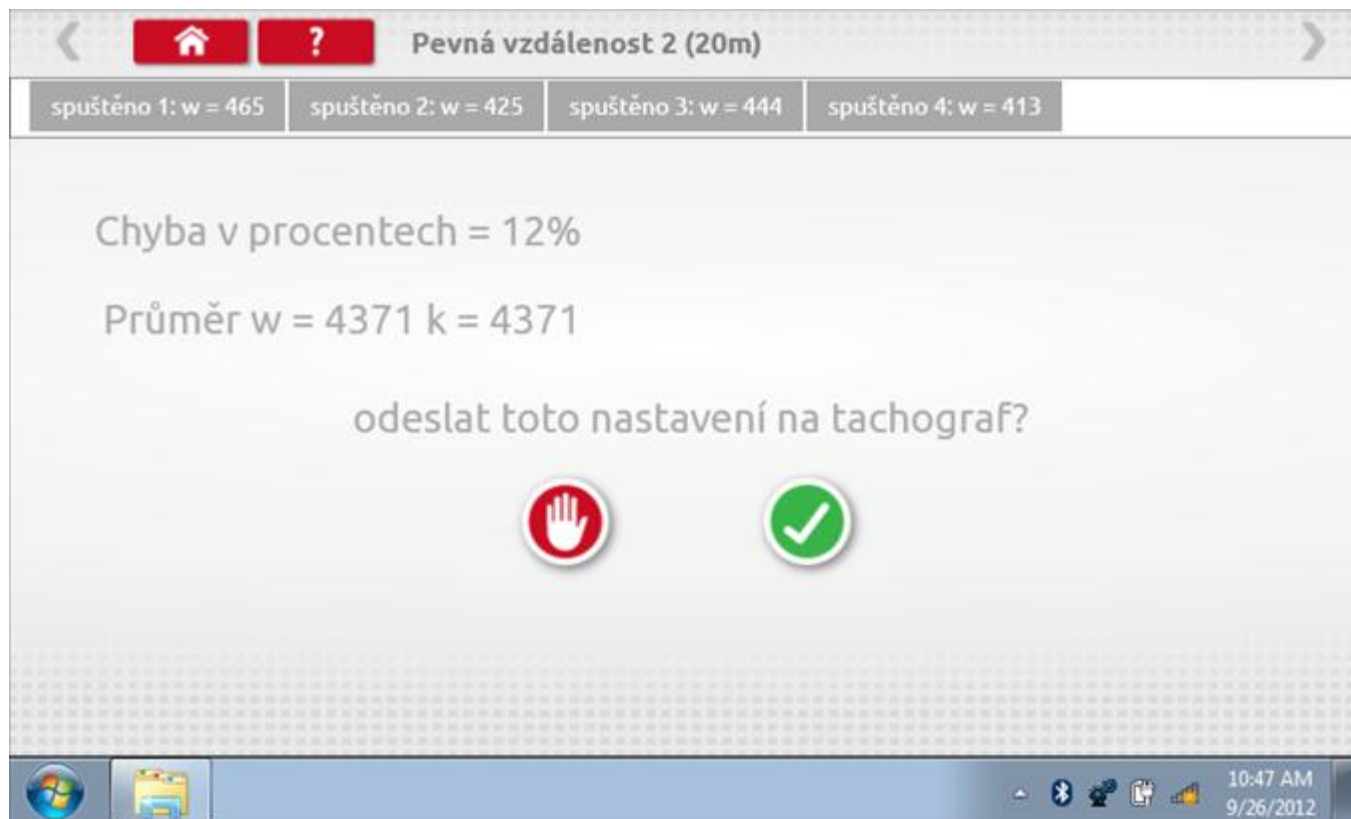 ? Pevná vzdálenost 2 (20m)
spuštěno 1: w = 465 spuštěno 2: w = 425 spuštěno 3: w = 444 spuštěno 4: w = 413
Chyba v procentech = 12%
Průměr w = 4371 k = 4371
odeslat toto nastavení na tachograf?
10:47 AM
9/26/2012